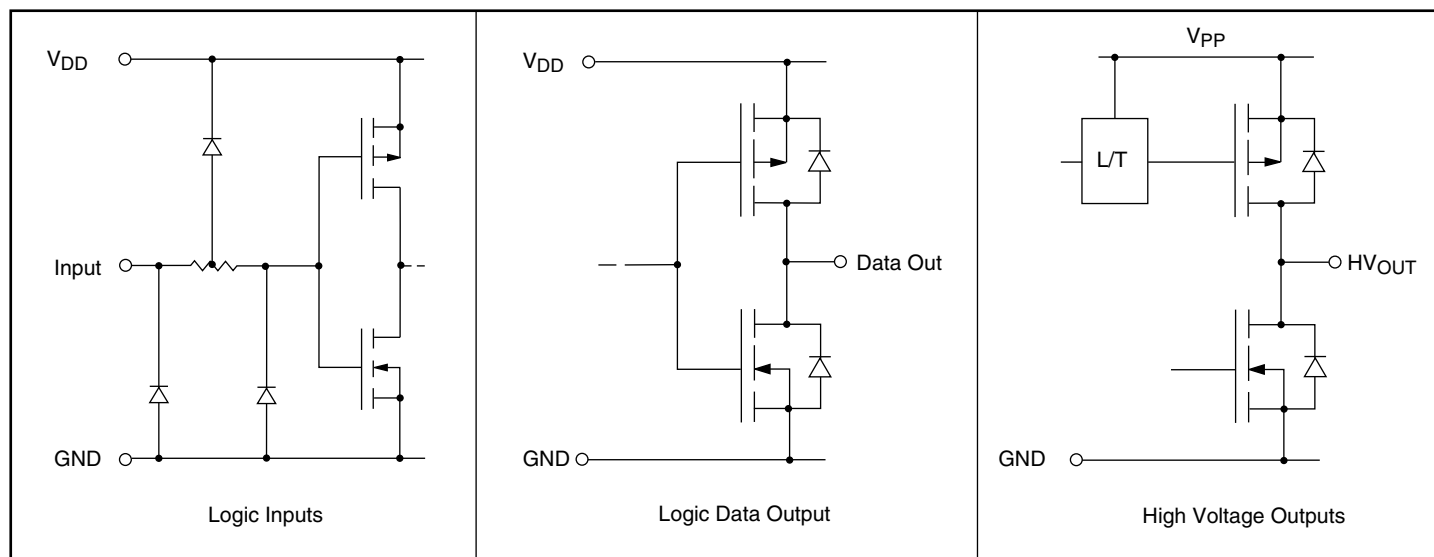 VDD
Input
GND
Logic Inputs
VDD
Data Out
GND
Logic Data Output
VPP
L/T
HVOUT
GND
High Voltage Outputs